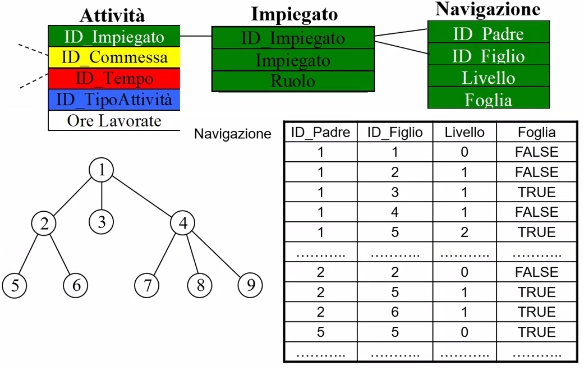 Attività
ID_Impiegato
ID_Commessa
ID_Tempo
ID_TipoAttività
Ore Lavorate
Impiegato
ID_Impiegato
Impiegato
Ruolo
Navigazione
ID_Padre
ID_Figlio
Livello
Foglia
Navigazione
ID_Padre ID_Figlio Livello Foglia
1 1 0 FALSE
1 2 1 FALSE
1 3 1 TRUE
1 4 1 FALSE
1 5 2 TRUE
........... ........... ........... ...........
2 2 0 FALSE
2 5 1 TRUE
2 6 1 TRUE
5 5 0 TRUE
........... ........... ........... ...........
1
2 3 4
5 6 7 8 9